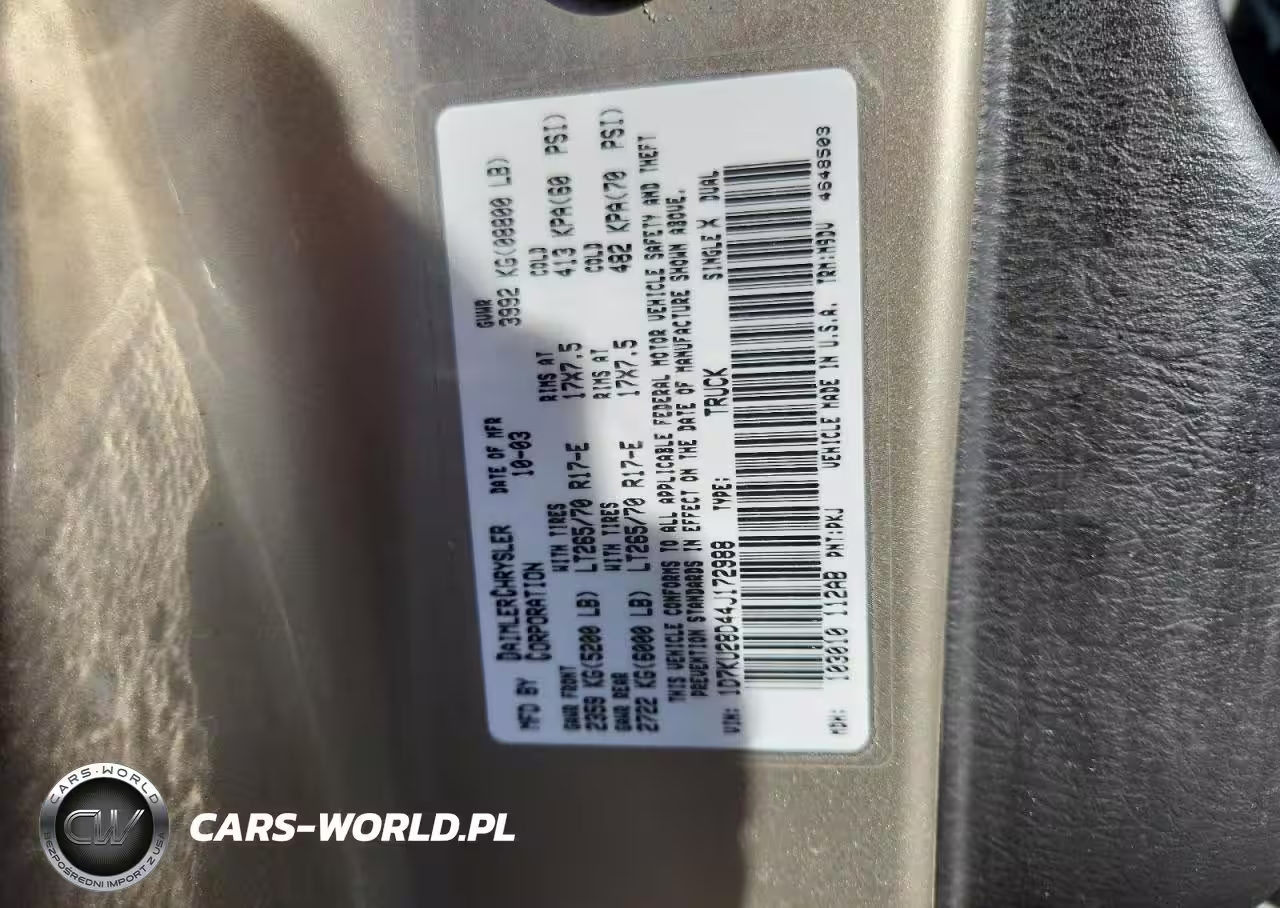 MFD BY DAIMLERCHRYSLER CORPORATION
DATE OF MFR 10-03
GVWR 3992 KG(08800 LB)
GAWR FRONT WITH TIRES RIMS AT COLD
2359 KG(5200 LB) LT265/70 R17-E 17X7.5 413 KPA(60 PSI)
GAWR REAR WITH TIRES RIMS AT COLD
2722 KG(6000 LB) LT265/70 R17-E 17X7.5 482 KPA(70 PSI)
THIS VEHICLE CONFORMS TO ALL APPLICABLE FEDERAL MOTOR VEHICLE SAFETY AND THEFT
PREVENTION STANDARDS IN EFFECT ON THE DATE OF MANUFACTURE SHOWN ABOVE.
VIN: 1D7KU28D44J172988 TYPE: TRUCK SINGLE X DUAL
MDH: 103010 112AB PNT:PKJ VEHICLE MADE IN U.S.A. TRM:M9DV 4648503
CARS-WORLD
CW
BEZPOŚREDNI IMPORT Z USA
CARS-WORLD.PL